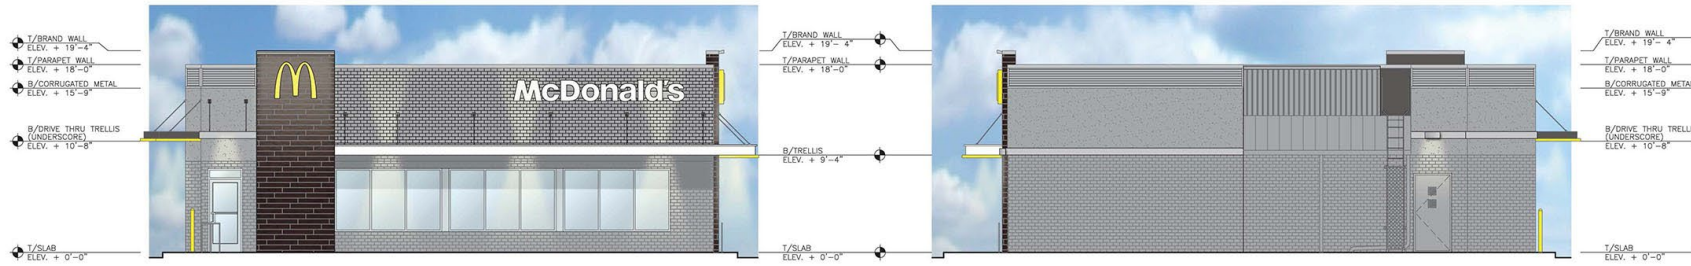 T/BRAND WALL
ELEV. + 19'-4"
T/PARAPET WALL
ELEV. + 18'-0"
B/CORRUGATED METAL
ELEV. + 15'-9"
B/DRIVE THRU TRELLIS
(UNDERSCORE)
ELEV. + 10'-8"
T/SLAB
ELEV. + 0'-0"
McDonald's
T/BRAND WALL
ELEV. + 19'- 4"
T/PARAPET WALL
ELEV. + 18'-0"
B/TRELLIS
ELEV. + 9'-4"
T/SLAB
ELEV. + 0'-0"
T/BRAND WALL
ELEV. + 19'- 4"
T/PARAPET WALL
ELEV. + 18'-0"
B/CORRUGATED META
ELEV. + 15'-9"
B/DRIVE THRU TRELLI
(UNDERSCORE)
ELEV. + 10'-8"
T/SLAB
ELEV. + 0'-0"